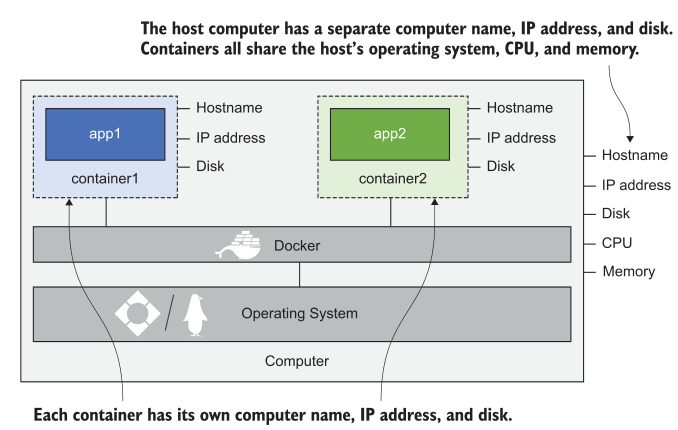 The host computer has a separate computer name, IP address, and disk.
Containers all share the host's operating system, CPU, and memory.
app1
container1
Hostname
IP address
Disk
app2
container2
Hostname
IP address
Disk
Hostname
IP address
Disk
CPU
Memory
Docker
Operating System
Computer
Each container has its own computer name, IP address, and disk.